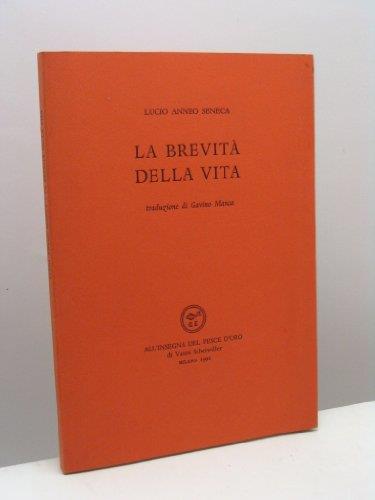 LUCIO ANNEO SENECA
LA BREVITÀ
DELLA VITA
traduzione di Gavino Manca
ALL'INSEGNA DEL PESCE D'ORO
di Vanni Scheiwiller
MILANO 1991